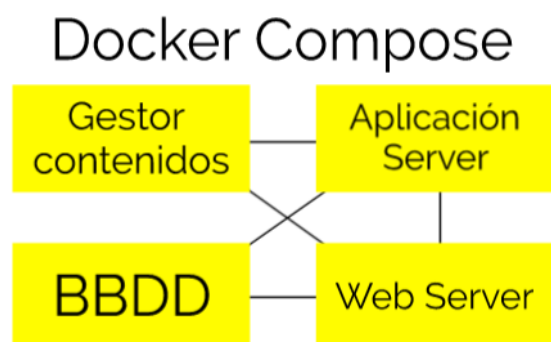 Docker Compose
Gestor
contenidos
Aplicación
Server
BBDD
Web Server